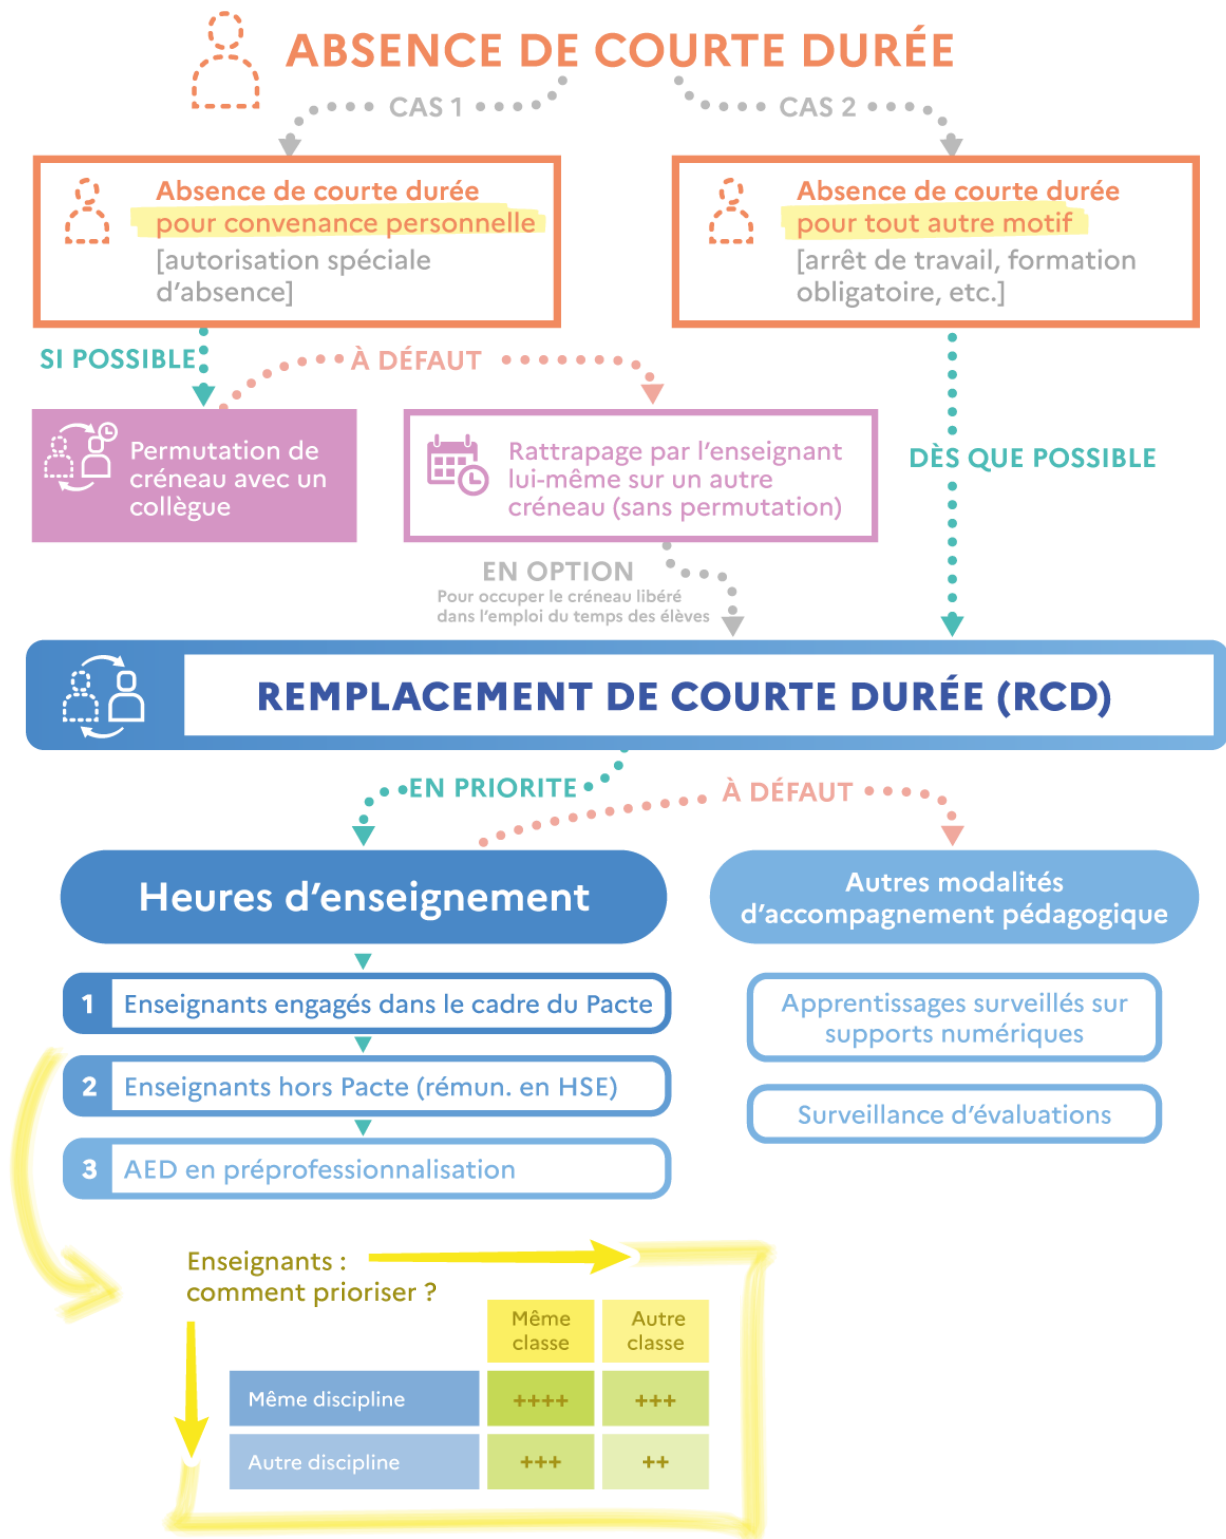 ABSENCE DE COURTE DURÉE
CAS 1
CAS 2
Absence de courte durée
pour convenance personnelle
[autorisation spéciale
d'absence]
Absence de courte durée
pour tout autre motif
[arrêt de travail, formation
obligatoire, etc.]
SI POSSIBLE
À DÉFAUT
Permutation de
créneau avec un
collègue
Rattrapage par l'enseignant
lui-même sur un autre
créneau (sans permutation)
DÈS QUE POSSIBLE
EN OPTION
Pour occuper le créneau libéré
dans l'emploi du temps des élèves
REMPLACEMENT DE COURTE DURÉE (RCD)
EN PRIORITE
À DÉFAUT
Heures d'enseignement
Autres modalités
d'accompagnement pédagogique
1 Enseignants engagés dans le cadre du Pacte
2 Enseignants hors Pacte (rémun. en HSE)
3 AED en préprofessionnalisation
Apprentissages surveillés sur
supports numériques
Surveillance d'évaluations
Enseignants :
comment prioriser ?
Même
classe
Autre
classe
Même discipline ++++ +++
Autre discipline +++ ++